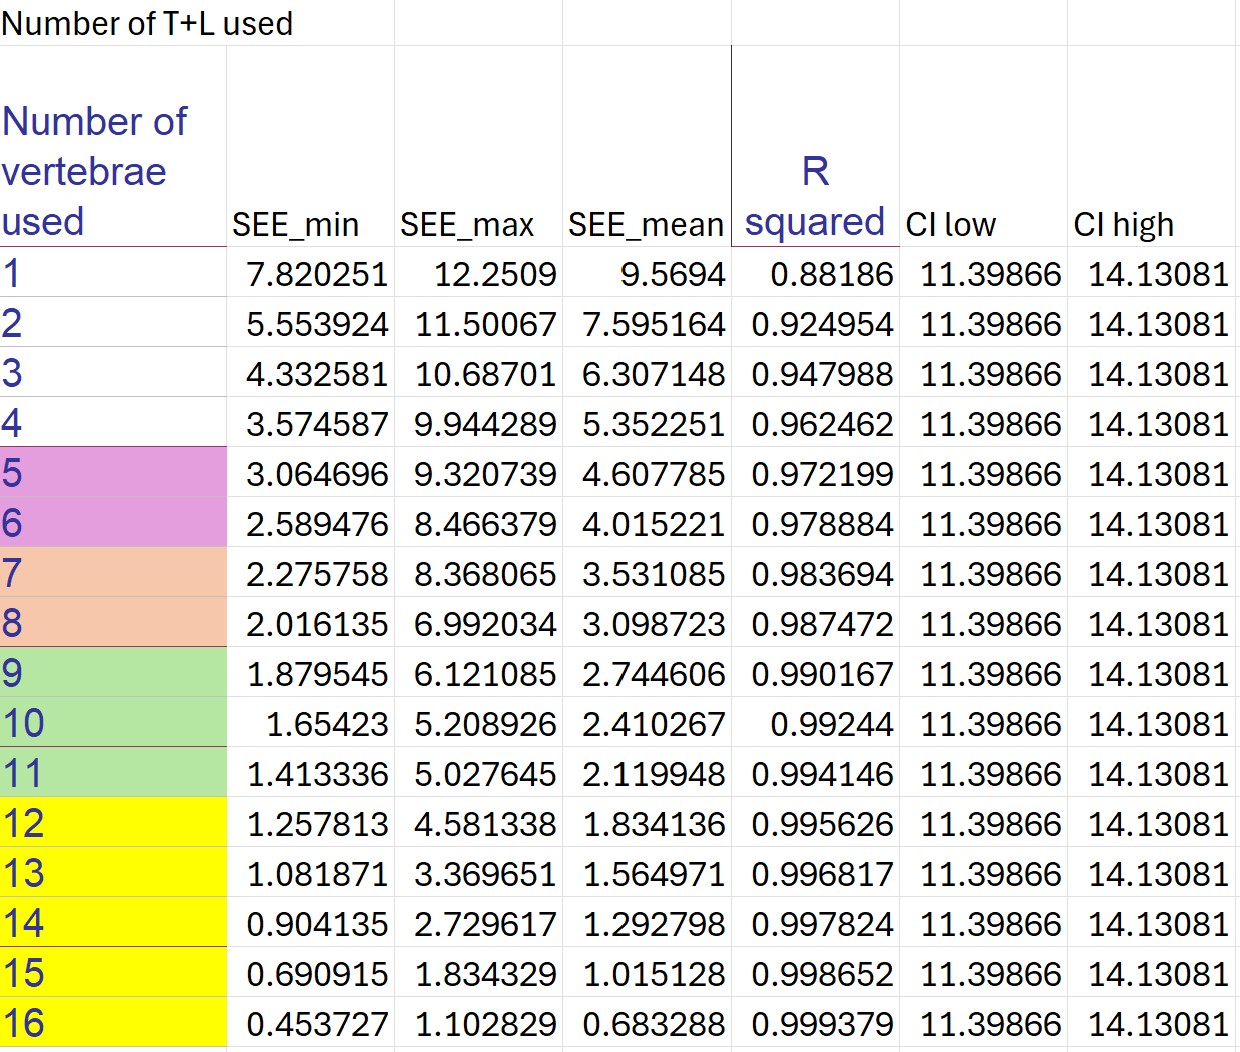 Number of T+L used
Number of vertebrae used SEE_min SEE_max SEE_mean R squared CI low CI high
1 7.820251 12.2509 9.5694 0.88186 11.39866 14.13081
2 5.553924 11.50067 7.595164 0.924954 11.39866 14.13081
3 4.332581 10.68701 6.307148 0.947988 11.39866 14.13081
4 3.574587 9.944289 5.352251 0.962462 11.39866 14.13081
5 3.064696 9.320739 4.607785 0.972199 11.39866 14.13081
6 2.589476 8.466379 4.015221 0.978884 11.39866 14.13081
7 2.275758 8.368065 3.531085 0.983694 11.39866 14.13081
8 2.016135 6.992034 3.098723 0.987472 11.39866 14.13081
9 1.879545 6.121085 2.744606 0.990167 11.39866 14.13081
10 1.65423 5.208926 2.410267 0.99244 11.39866 14.13081
11 1.413336 5.027645 2.119948 0.994146 11.39866 14.13081
12 1.257813 4.581338 1.834136 0.995626 11.39866 14.13081
13 1.081871 3.369651 1.564971 0.996817 11.39866 14.13081
14 0.904135 2.729617 1.292798 0.997824 11.39866 14.13081
15 0.690915 1.834329 1.015128 0.998652 11.39866 14.13081
16 0.453727 1.102829 0.683288 0.999379 11.39866 14.13081